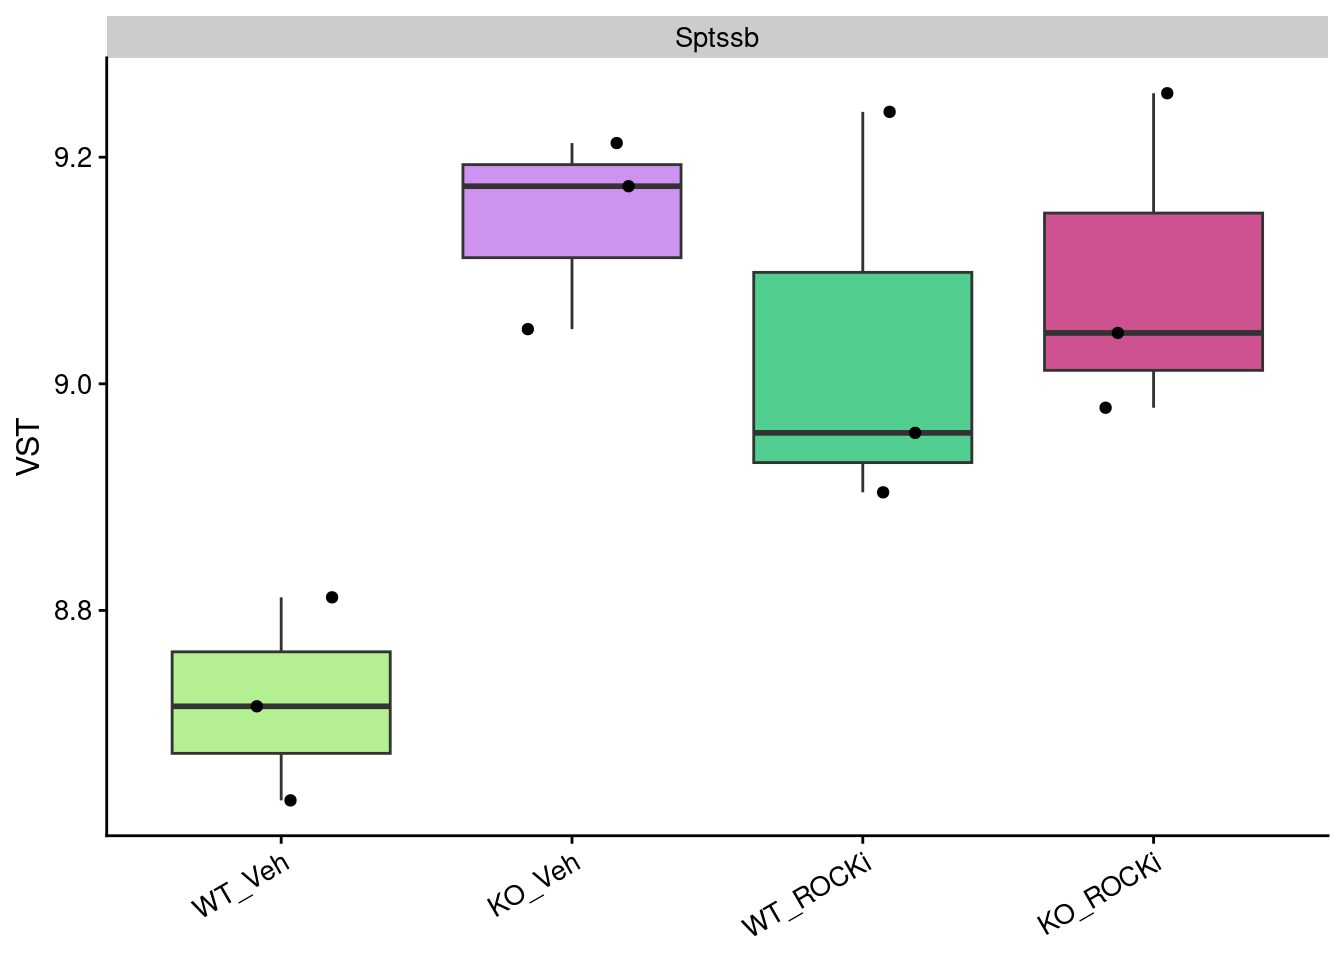 Sptssb
9.2
9.0
8.8
VST
WT_Veh
KO_Veh
WT_ROCKi
KO_ROCKi